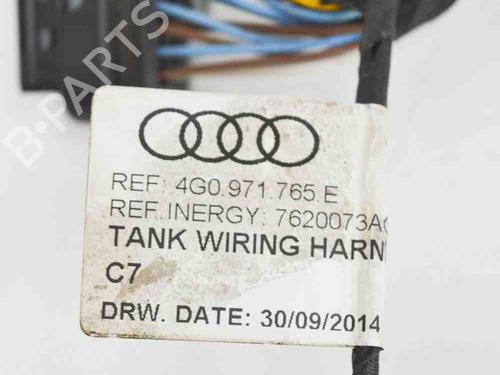 B-PARTS
REF: 4G0.971.765.E
REF.INERGY: 7620073A
TANK WIRING HARN
C7
DRW. DATE: 30/09/2014